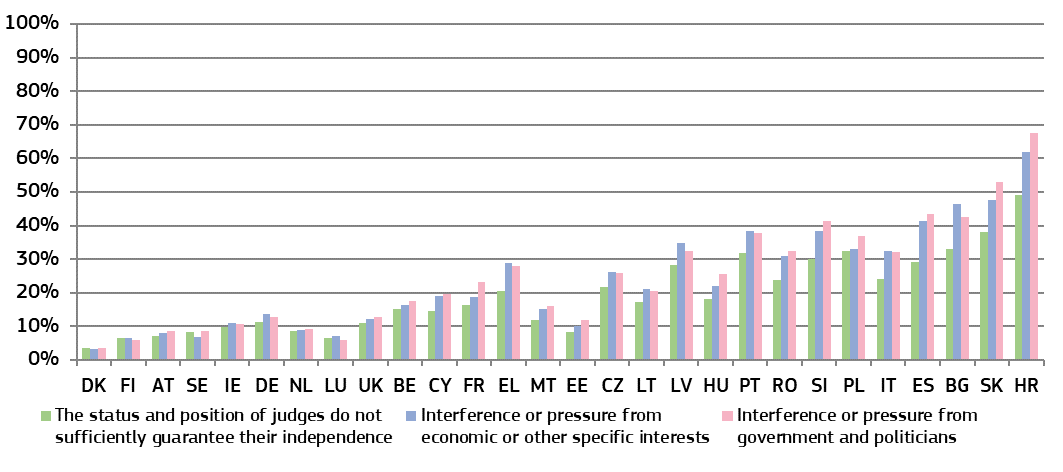 100%
90%
80%
70%
60%
50%
40%
30%
20%
10%
0%
DK FI AT SE IE DE NL LU UK BE CY FR EL MT EE CZ LT LV HU PT RO SI PL IT ES BG SK HR
The status and position of judges do not
sufficiently guarantee their independence
Interference or pressure from
economic or other specific interests
Interference or pressure from
government and politicians